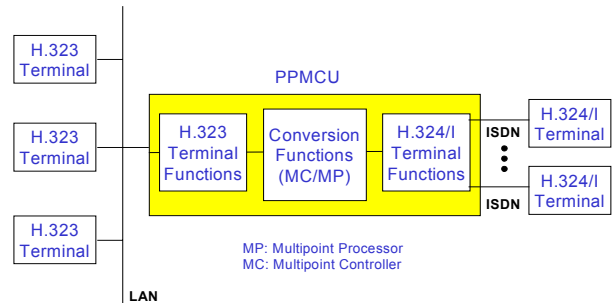 H.323
Terminal
H.323
Terminal
H.323
Terminal
LAN
PPMCU
H.323
Terminal
Functions
Conversion
Functions
(MC/MP)
H.324/I
Terminal
Functions
ISDN
ISDN
H.324/I
Terminal
H.324/I
Terminal
MP: Multipoint Processor
MC: Multipoint Controller